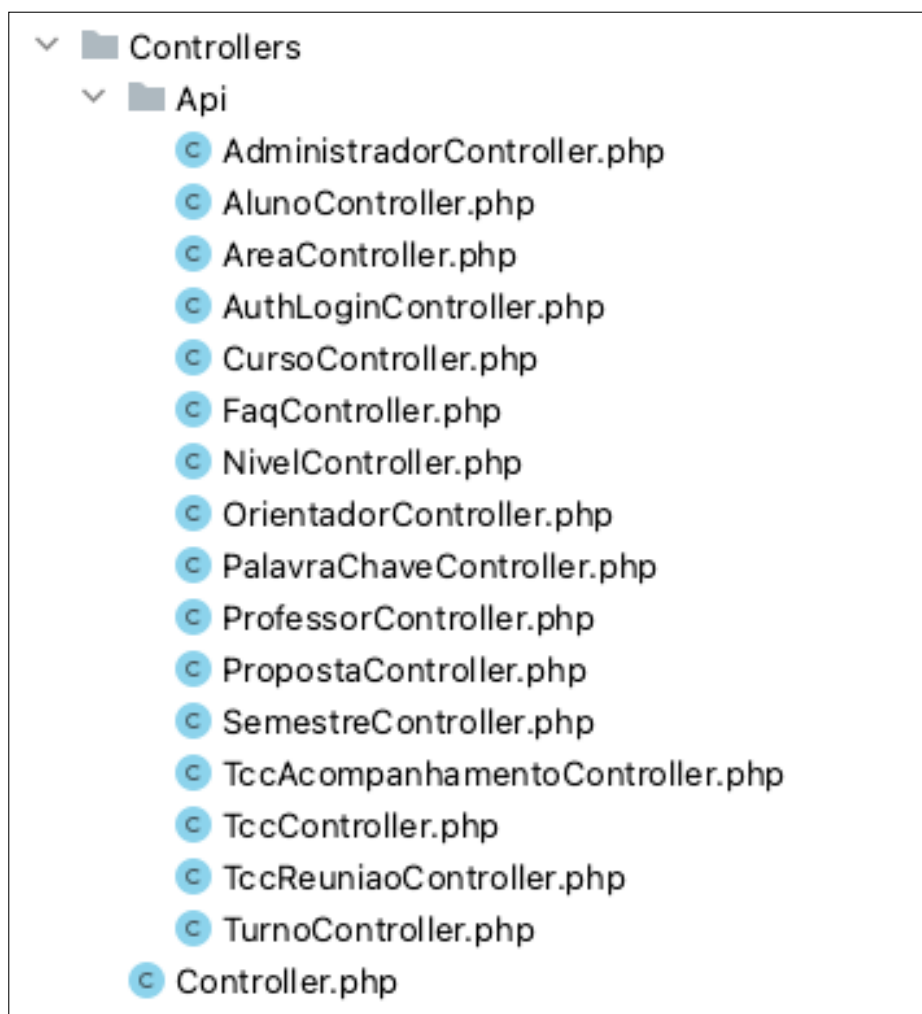 Controllers
Api
C AdministradorController.php
C AlunoController.php
C AreaController.php
C AuthLoginController.php
C CursoController.php
C FaqController.php
C NivelController.php
C OrientadorController.php
C PalavraChaveController.php
C ProfessorController.php
C PropostaController.php
C SemestreController.php
C TccAcompanhamentoController.php
C TccController.php
C TccReuniaoController.php
C TurnoController.php
C Controller.php